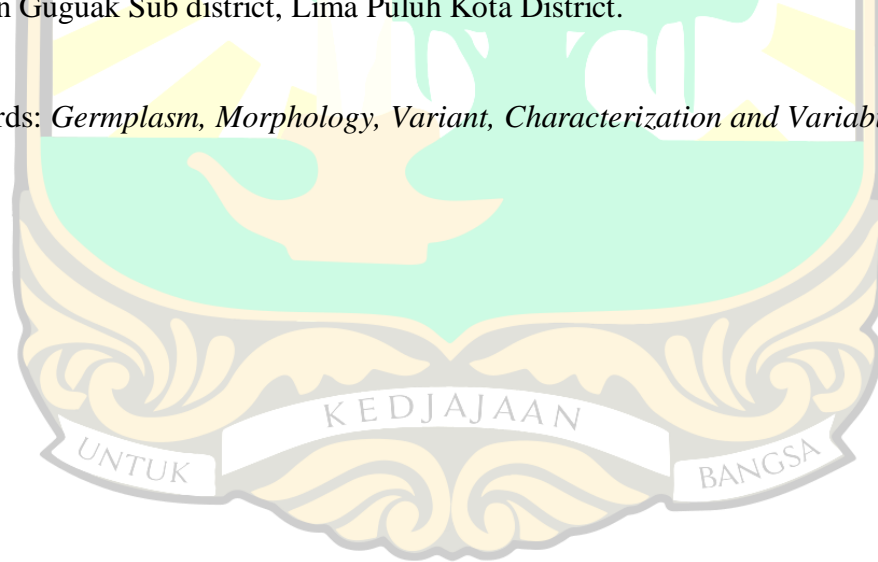 n Guguak Sub district, Lima Puluh Kota District.
rds: Germplasm, Morphology, Variant, Characterization and Variab
UNTUK KEDJAJAAN BANGSA